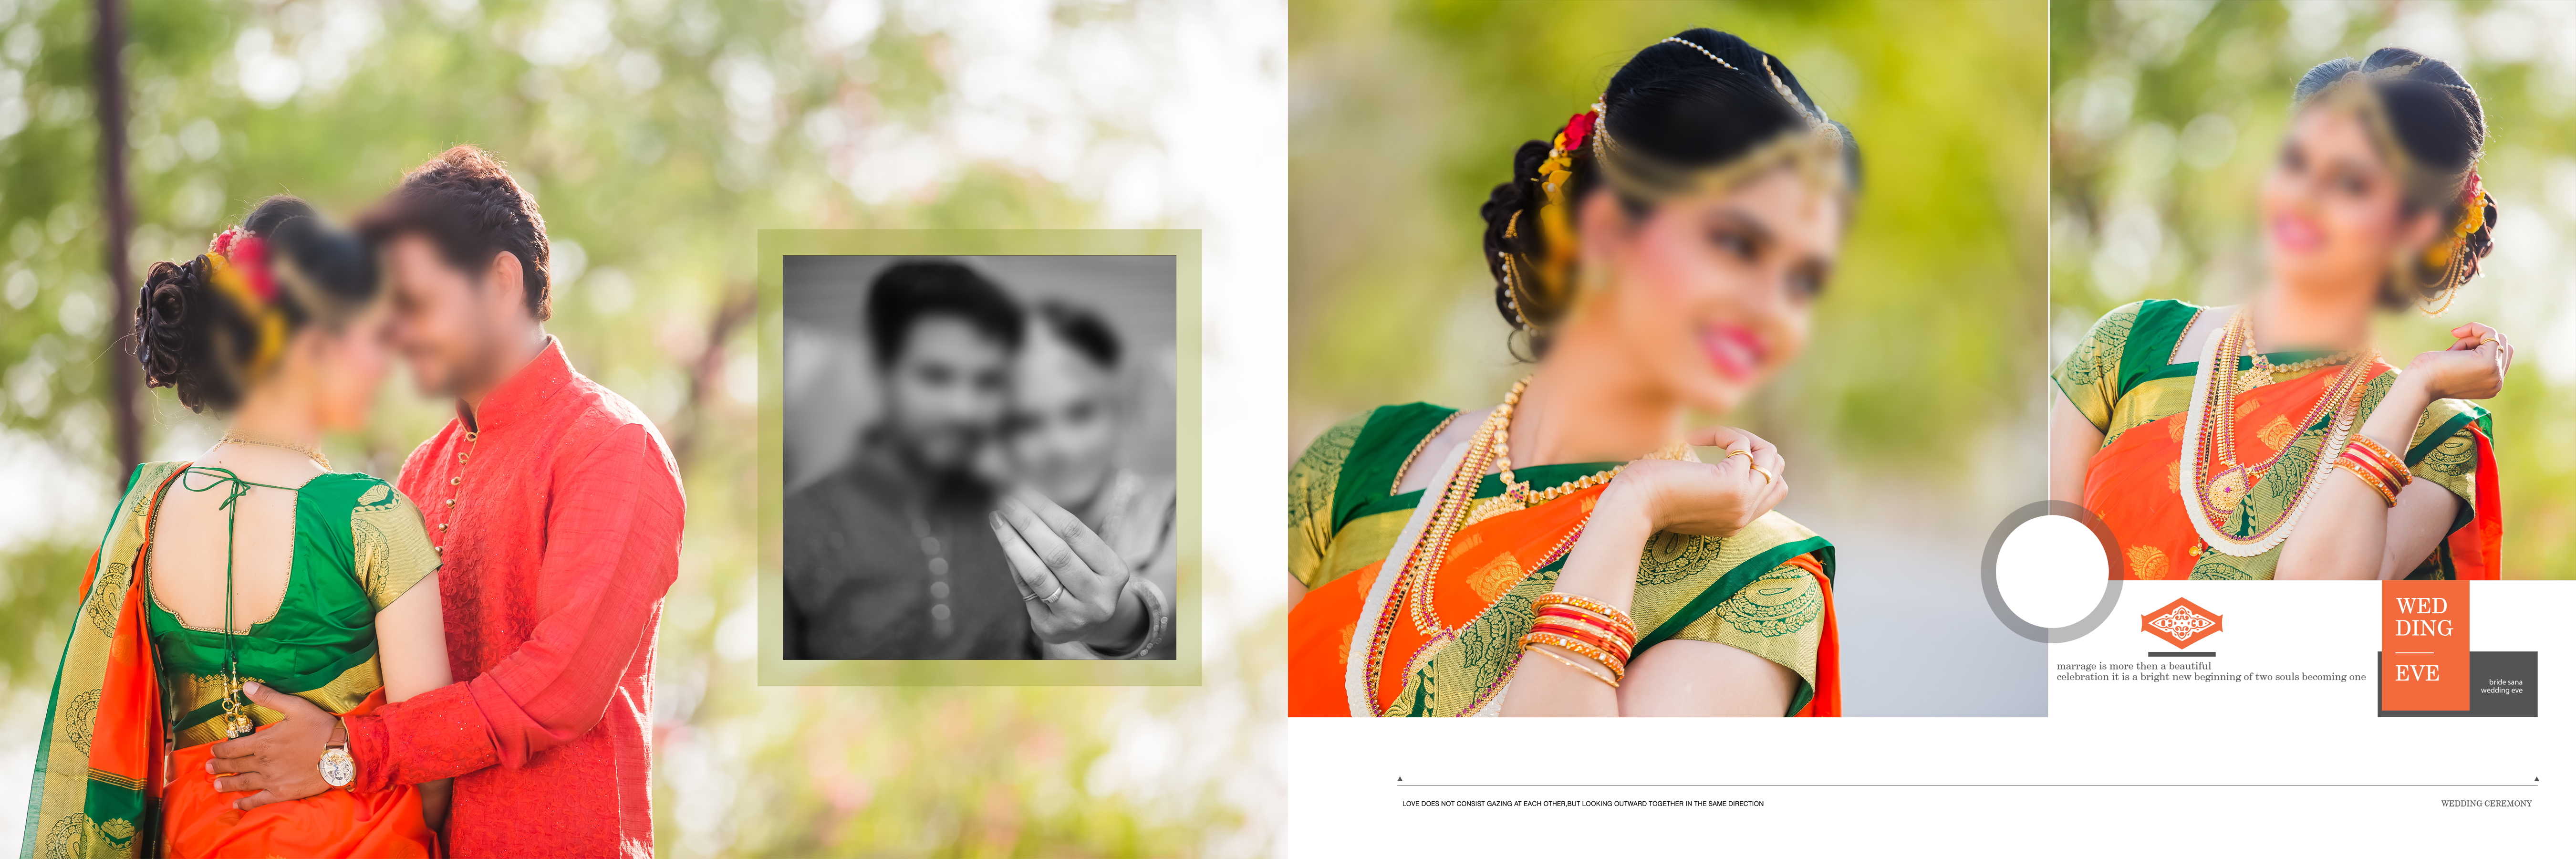 marrage is more then a beautiful
celebration it is a bright new beginning of two souls becoming one
WED
DING
EVE
bride sana
wedding eve
LOVE DOES NOT CONSIST GAZING AT EACH OTHER,BUT LOOKING OUTWARD TOGETHER IN THE SAME DIRECTION
WEDDING CEREMONY